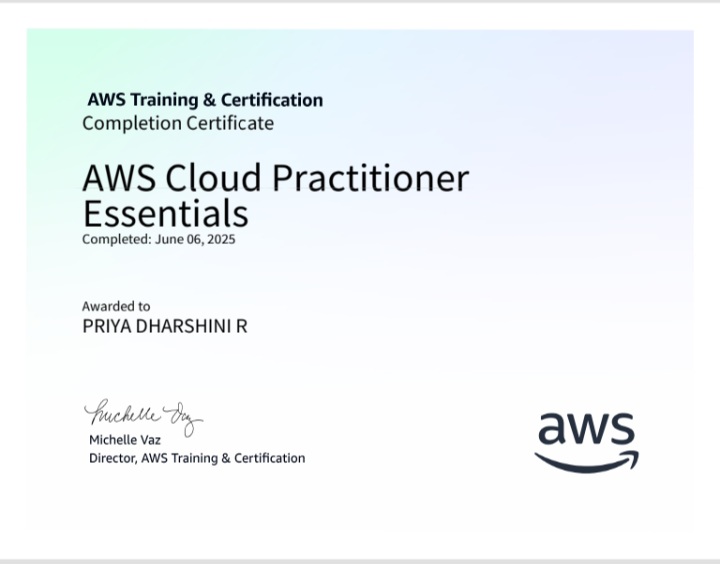 AWS Training & Certification
Completion Certificate
AWS Cloud Practitioner
Essentials
Completed: June 06, 2025
Awarded to
PRIYA DHARSHINI R
Michelle Vaz
Michelle Vaz
Director, AWS Training & Certification
aws